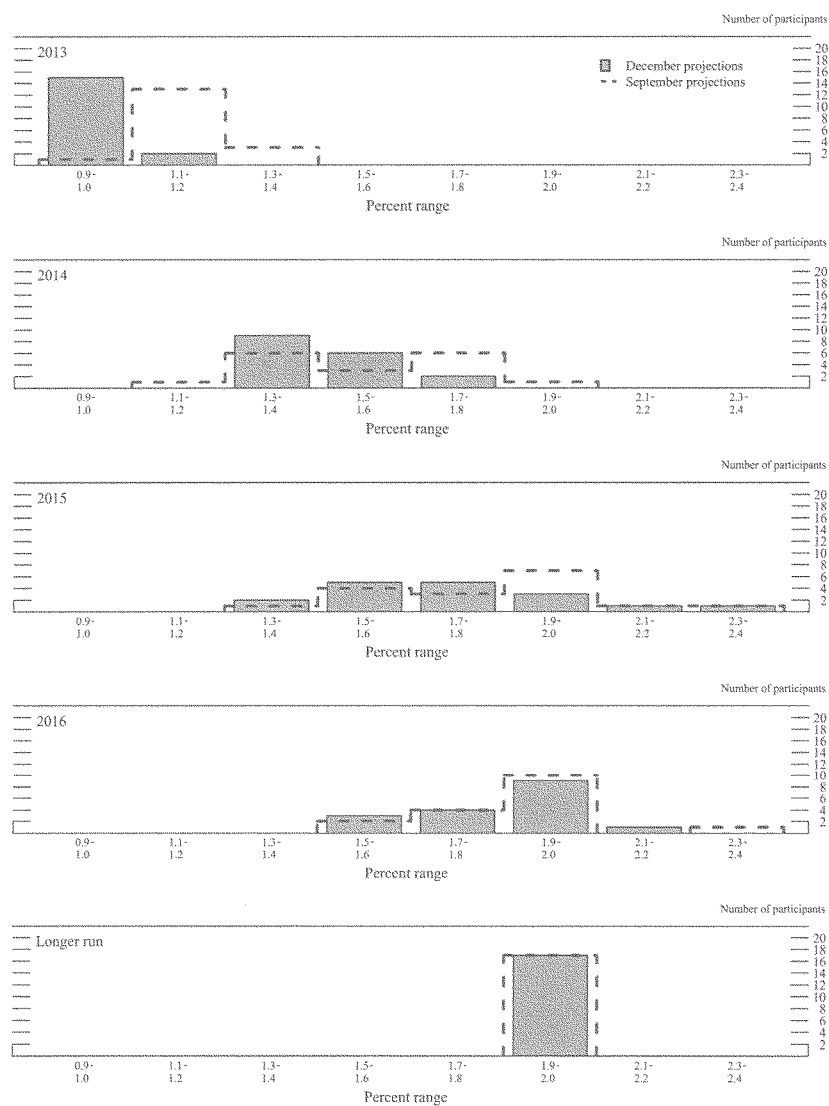 Number of participants
2013
December projections
September projections
20
18
16
14
12
10
8
6
4
2
0.9- 1.1- 1.3- 1.5- 1.7- 1.9- 2.1- 2.3-
1.0 1.2 1.4 1.6 1.8 2.0 2.2 2.4
Percent range
Number of participants
2014
20
18
16
14
12
10
8
6
4
2
0.9- 1.1- 1.3- 1.5- 1.7- 1.9- 2.1- 2.3-
1.0 1.2 1.4 1.6 1.8 2.0 2.2 2.4
Percent range
Number of participants
2015
20
18
16
14
12
10
8
6
4
2
0.9- 1.1- 1.3- 1.5- 1.7- 1.9- 2.1- 2.3-
1.0 1.2 1.4 1.6 1.8 2.0 2.2 2.4
Percent range
Number of participants
2016
20
18
16
14
12
10
8
6
4
2
0.9- 1.1- 1.3- 1.5- 1.7- 1.9- 2.1- 2.3-
1.0 1.2 1.4 1.6 1.8 2.0 2.2 2.4
Percent range
Number of participants
Longer run
20
18
16
14
12
10
8
6
4
2
0.9- 1.1- 1.3- 1.5- 1.7- 1.9- 2.1- 2.3-
1.0 1.2 1.4 1.6 1.8 2.0 2.2 2.4
Percent range